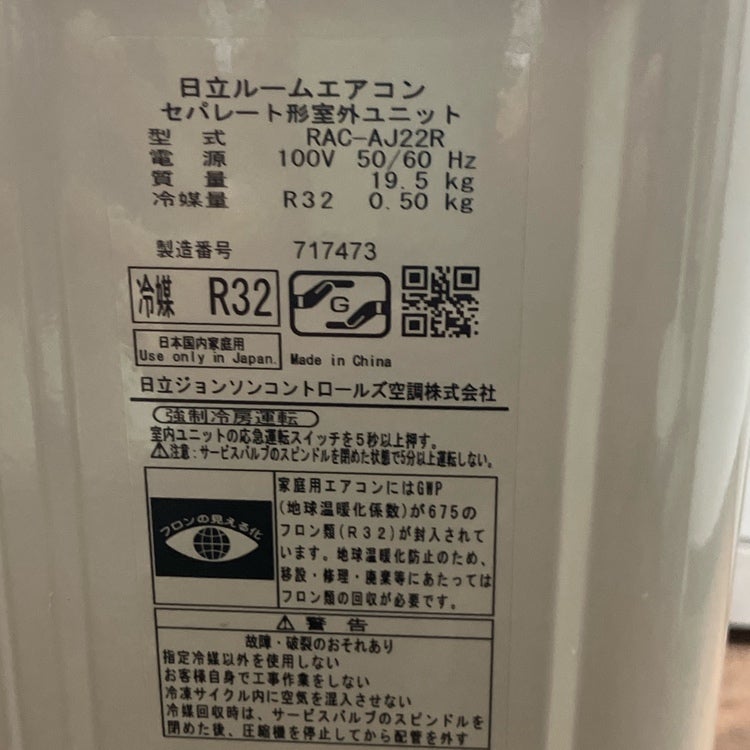 日立ルームエアコン
セパレート形室外ユニット
型 式 RAC-AJ22R
電 源 100V 50/60 Hz
質 量 19.5 kg
冷媒量 R32 0.50 kg
製造番号 717473
冷媒 R32
G
日本国内家庭用
Use only in Japan.
Made in China
日立ジョンソンコントロールズ空調株式会社
強制冷房運転
室内ユニットの応急運転スイッチを5秒以上押す。
⚠注意:サービスバルブのスピンドルを閉めた状態で5分以上運転しない。
フロンの見える化
家庭用エアコンにはGWP
(地球温暖化係数)が675の
フロン類(R32)が封入されて
います。地球温暖化防止のため、
移設・修理・廃棄等にあたっては
フロン類の回収が必要です。
⚠警告
故障・破裂のおそれあり
指定冷媒以外を使用しない
お客様自身で工事作業をしない
冷凍サイクル内に空気を混入させない
冷媒回収時は、サービスバルブのスピンドルを
閉めた後、圧縮機を停止してから配管を外す